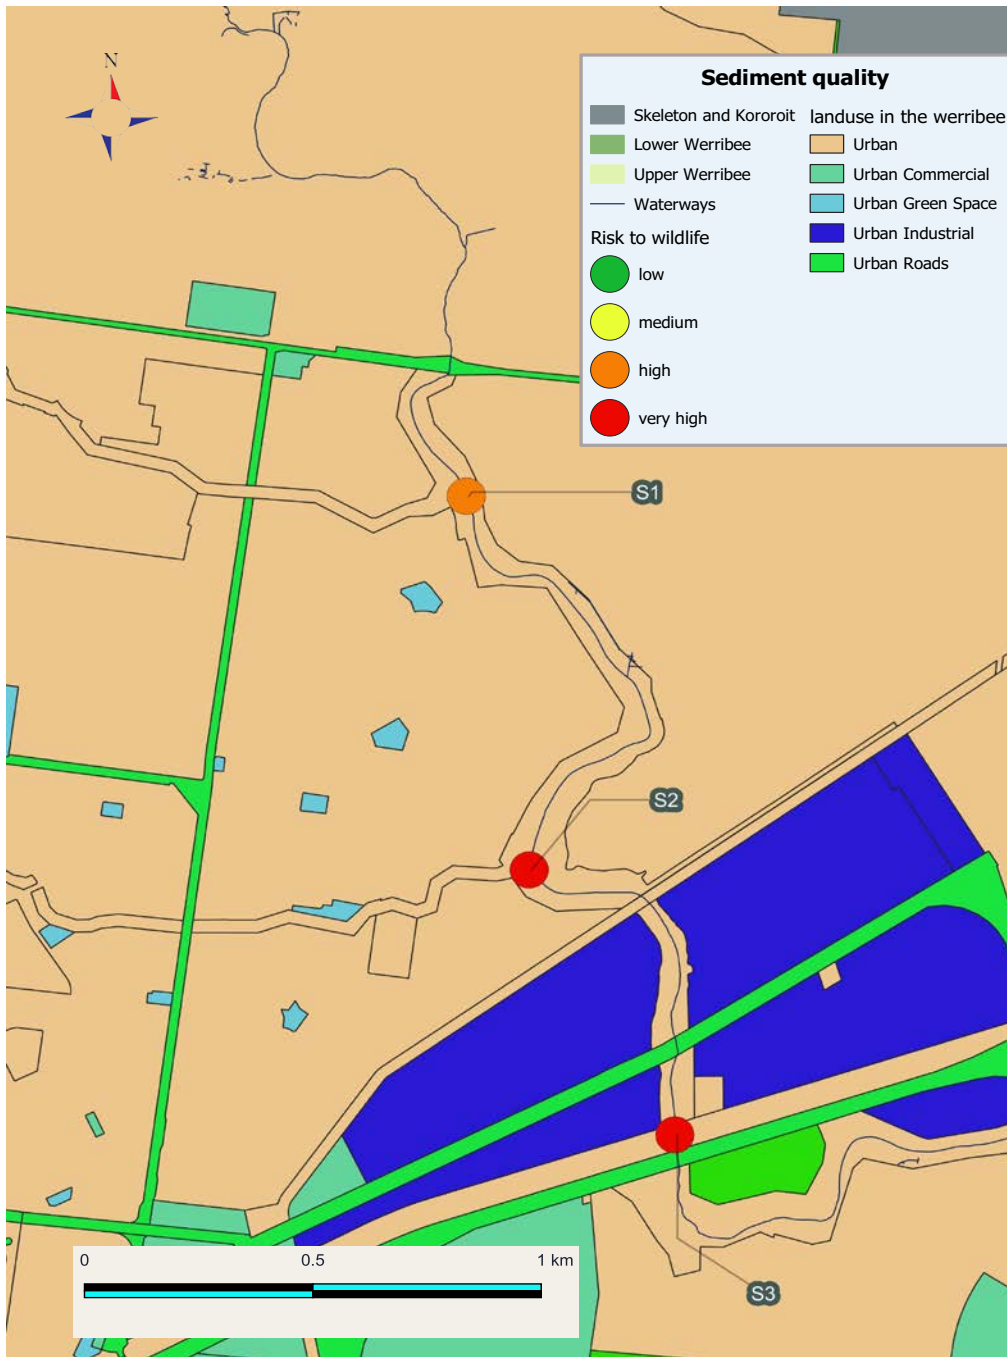 N
Sediment quality
Skeleton and Kororoit
Lower Werribee
Upper Werribee
Waterways
Risk to wildlife
low
medium
high
very high
landuse in the werribee
Urban
Urban Commercial
Urban Green Space
Urban Industrial
Urban Roads
S1
S2
S3
0 0.5 1 km